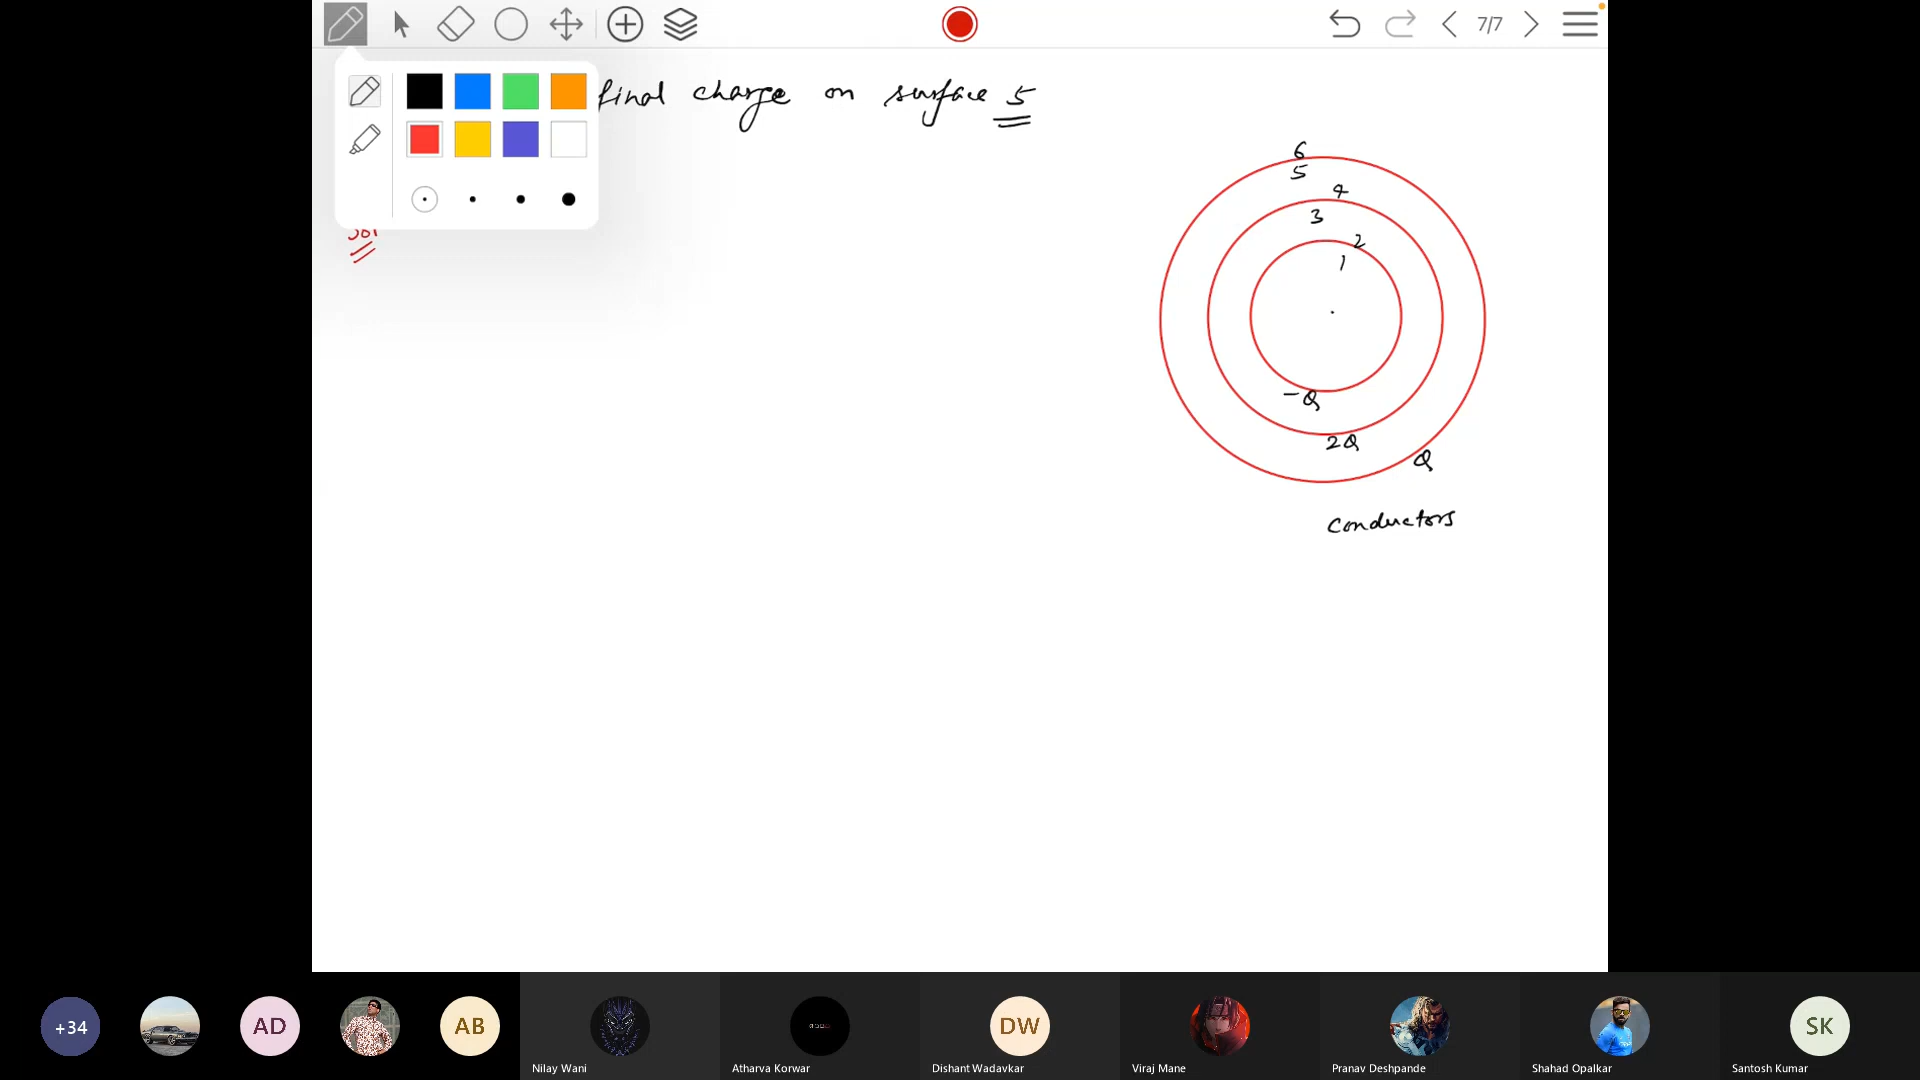 7/7
final charge on surface 5
6
5
4
3
2
1
-Q
2Q
Q
Conductors
+34
AD
AB
DW
SK
Nilay Wani
Atharva Korwar
Dishant Wadavkar
Viraj Mane
Pranav Deshpande
Shahad Opalkar
Santosh Kumar